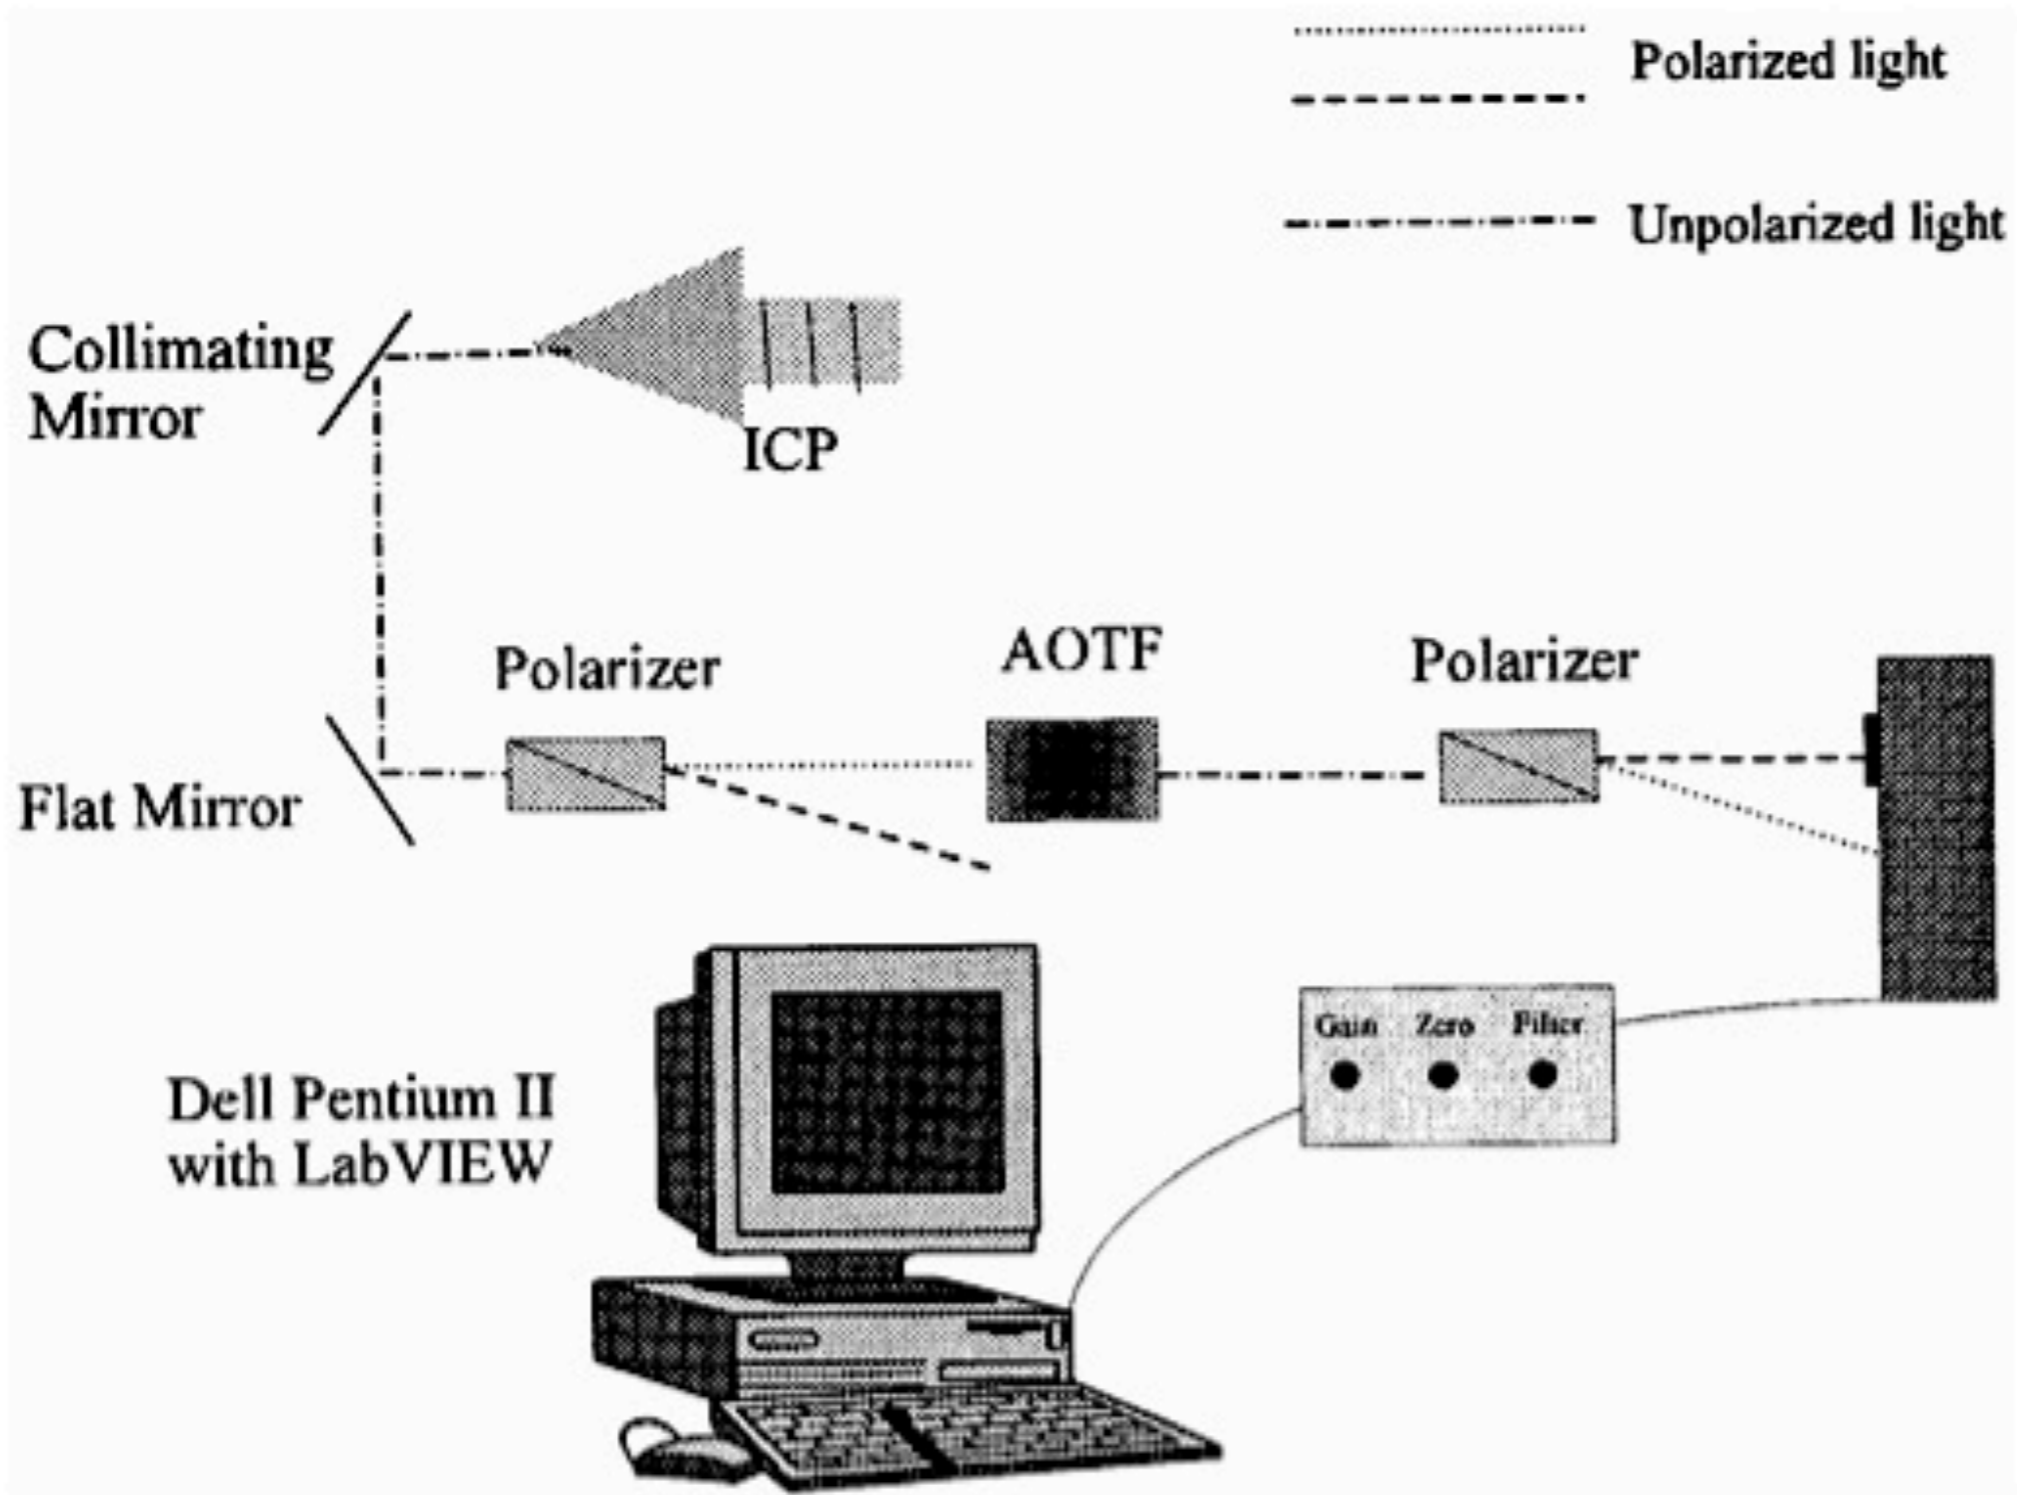 Polarized light
Unpolarized light
Collimating
Mirror
ICP
Polarizer
AOTF
Polarizer
Flat Mirror
Gain Zero Filter
Dell Pentium II
with LabVIEW